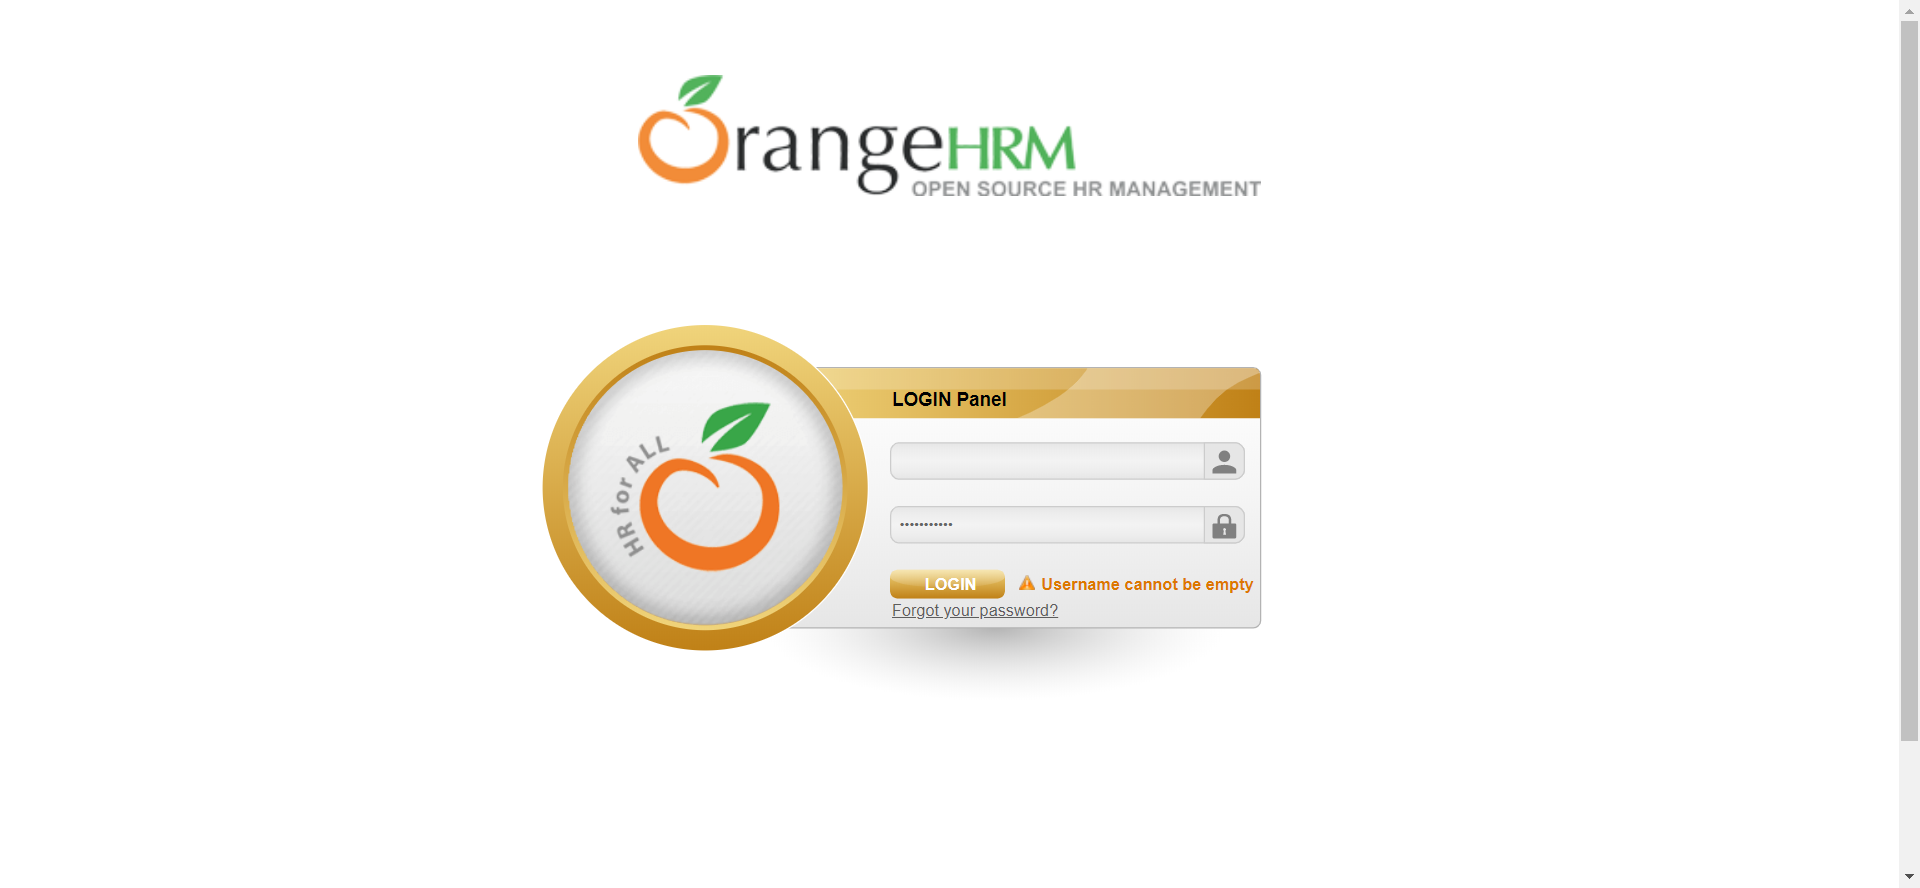 OrangeHRM
OPEN SOURCE HR MANAGEMENT
LOGIN Panel
HR for ALL
•••••••••••
LOGIN
Username cannot be empty
Forgot your password?